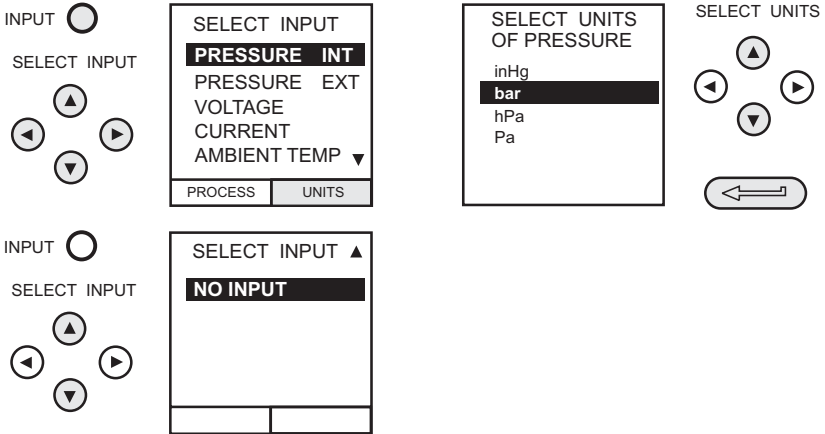 INPUT
SELECT INPUT
SELECT INPUT
PRESSURE INT
PRESSURE EXT
VOLTAGE
CURRENT
AMBIENT TEMP
PROCESS UNITS
SELECT UNITS
OF PRESSURE
inHg
bar
hPa
Pa
SELECT UNITS
INPUT
SELECT INPUT
SELECT INPUT
NO INPUT